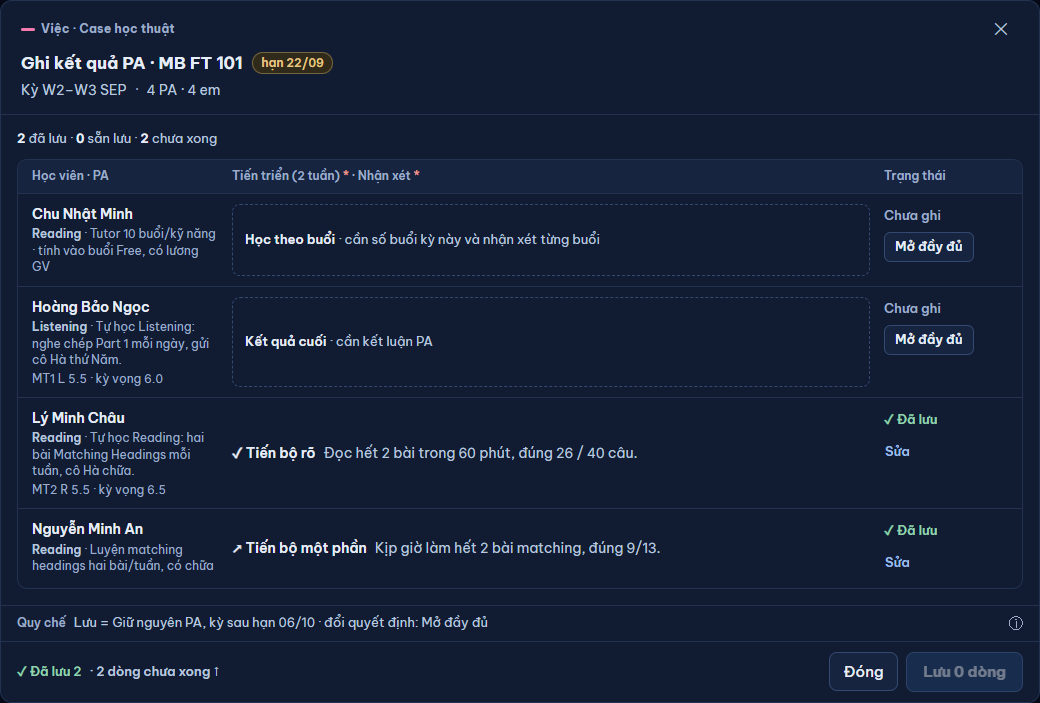 Việc · Case học thuật
Ghi kết quả PA · MB FT 101 hạn 22/09
Kỳ W2–W3 SEP · 4 PA · 4 em
2 đã lưu · 0 sẵn lưu · 2 chưa xong
Học viên · PA Tiến triển (2 tuần) * · Nhận xét * Trạng thái
Chu Nhật Minh
Reading · Tutor 10 buổi/kỹ năng
· tính vào buổi Free, có lương
GV
Học theo buổi · cần số buổi kỳ này và nhận xét từng buổi
Chưa ghi
Mở đầy đủ
Hoàng Bảo Ngọc
Listening · Tự học Listening:
nghe chép Part 1 mỗi ngày, gửi
cô Hà thứ Năm.
MT1 L 5.5 · kỳ vọng 6.0
Kết quả cuối · cần kết luận PA
Chưa ghi
Mở đầy đủ
Lý Minh Châu
Reading · Tự học Reading: hai
bài Matching Headings mỗi
tuần, cô Hà chữa.
MT2 R 5.5 · kỳ vọng 6.5
✓ Tiến bộ rõ Đọc hết 2 bài trong 60 phút, đúng 26 / 40 câu.
✓ Đã lưu
Sửa
Nguyễn Minh An
Reading · Luyện matching
headings hai bài/tuần, có chữa
↗ Tiến bộ một phần Kịp giờ làm hết 2 bài matching, đúng 9/13.
✓ Đã lưu
Sửa
Quy chế Lưu = Giữ nguyên PA, kỳ sau hạn 06/10 · đổi quyết định: Mở đầy đủ
✓ Đã lưu 2 · 2 dòng chưa xong ↑
Đóng
Lưu 0 dòng